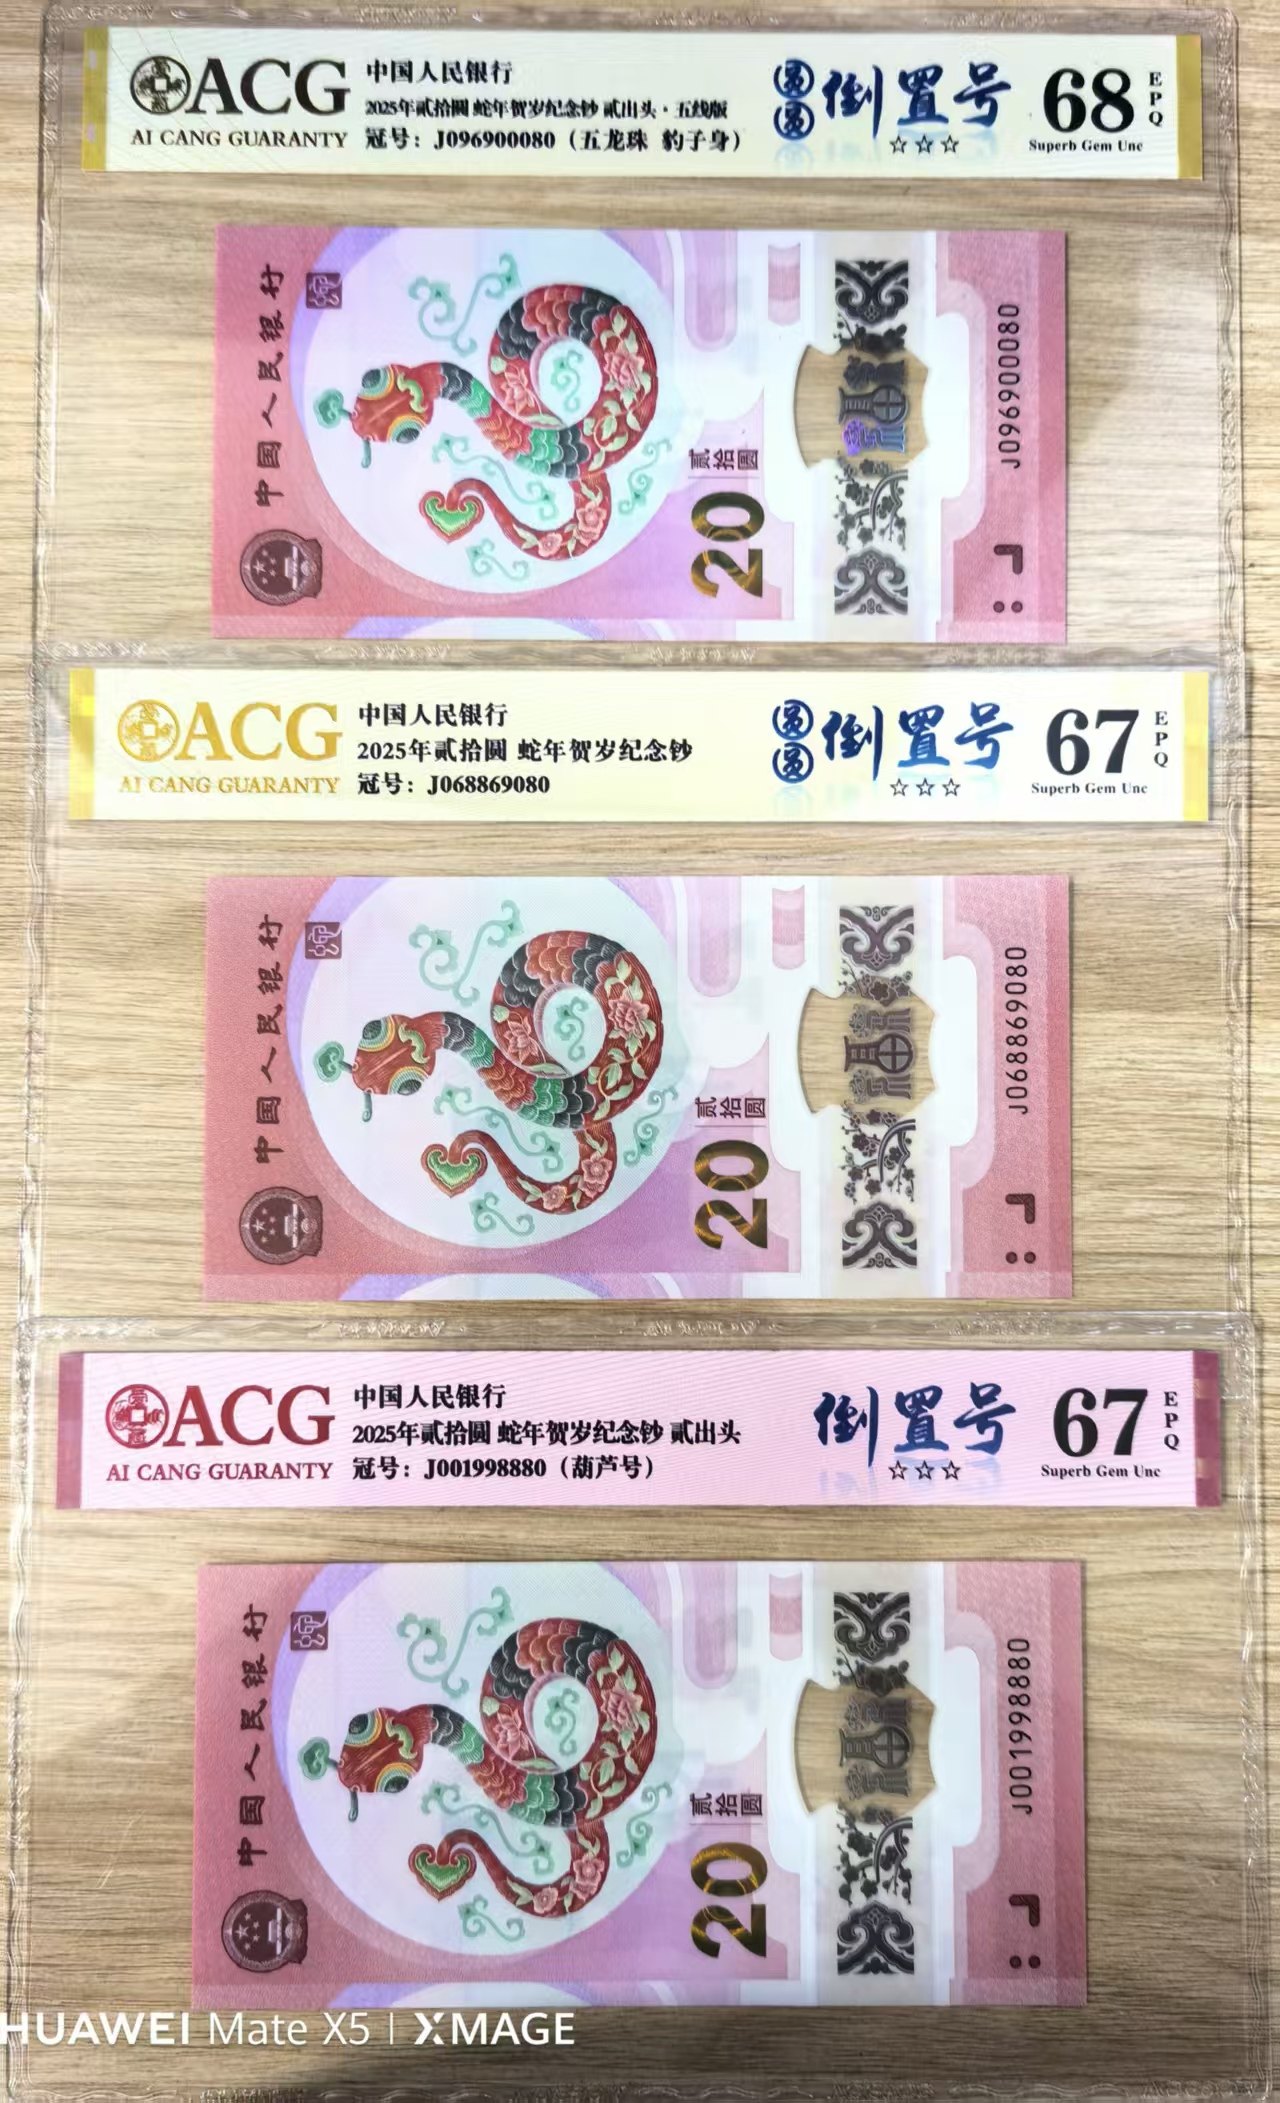 ACG
AI CANG GUARANTY
中国人民银行
2025年贰拾圆 蛇年贺岁纪念钞 贰出头·五线版
冠号：J096900080（五龙珠 豹子身）
圆圆
倒置号
☆☆☆
68
EPQ
Superb Gem Unc
中国人民银行
贰拾圆
20
J096900080
ACG
AI CANG GUARANTY
中国人民银行
2025年贰拾圆 蛇年贺岁纪念钞
冠号：J068869080
圆圆
倒置号
☆☆☆
67
EPQ
Superb Gem Unc
中国人民银行
贰拾圆
20
J068869080
ACG
AI CANG GUARANTY
中国人民银行
2025年贰拾圆 蛇年贺岁纪念钞 贰出头
冠号：J001998880（葫芦号）
倒置号
☆☆☆
67
EPQ
Superb Gem Unc
中国人民银行
贰拾圆
20
J001998880
HUAWEI Mate X5 | XMAGE